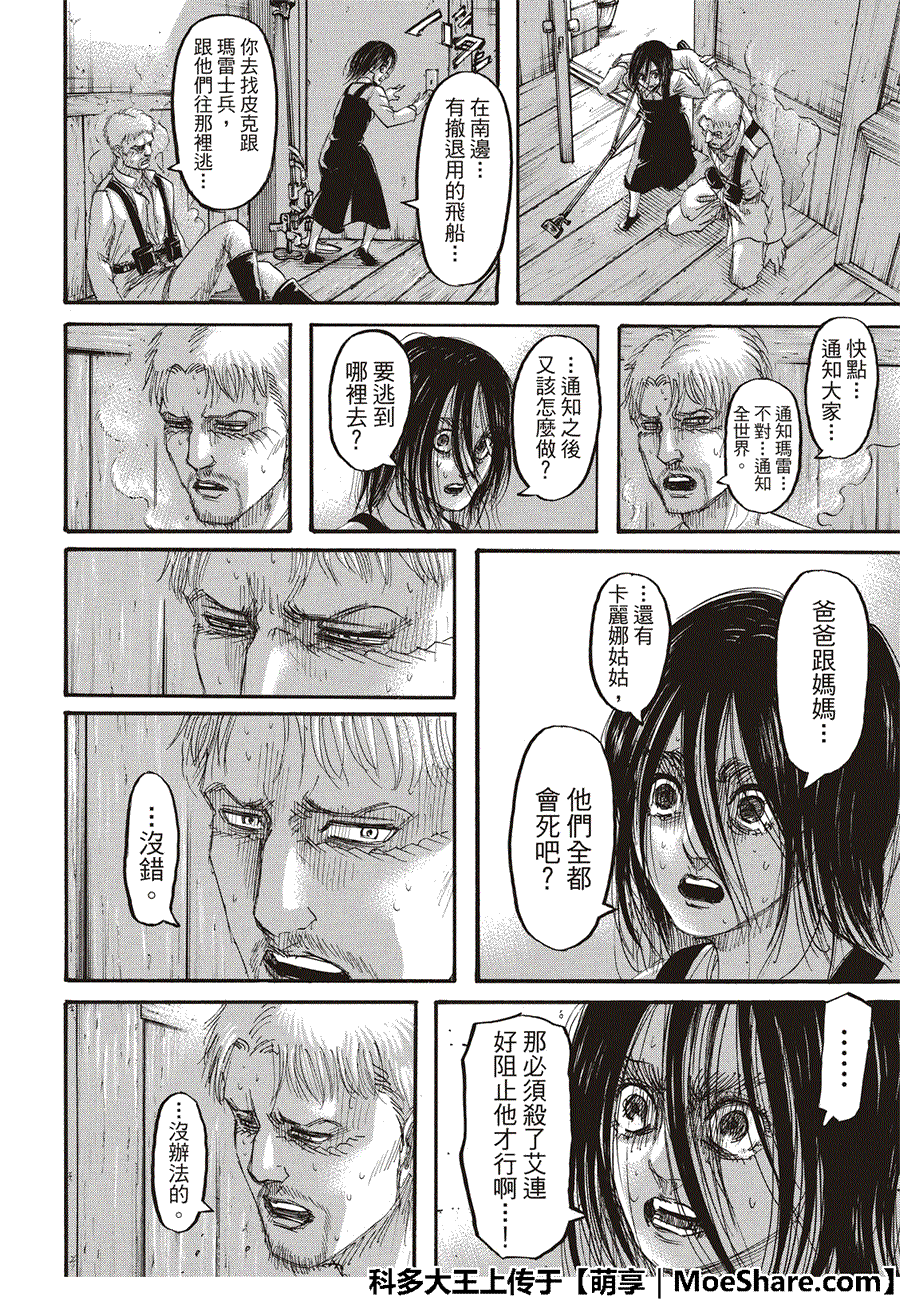 在南邊…
有撤退用的飛船…
你去找皮克跟
瑪雷士兵，
跟他們往那裡逃…
快點…
通知大家…
通知瑪雷…
不對…通知
全世界。
…通知之後
又該怎麼做？
要逃到
哪裡去？
爸爸跟媽媽…
…還有
卡麗娜姑姑，
他們全都
會死吧？
…沒錯。
……
那必須殺了艾連
好阻止他才行啊…！
…沒辦法的。
科多大王上传于【萌享｜MoeShare.com】